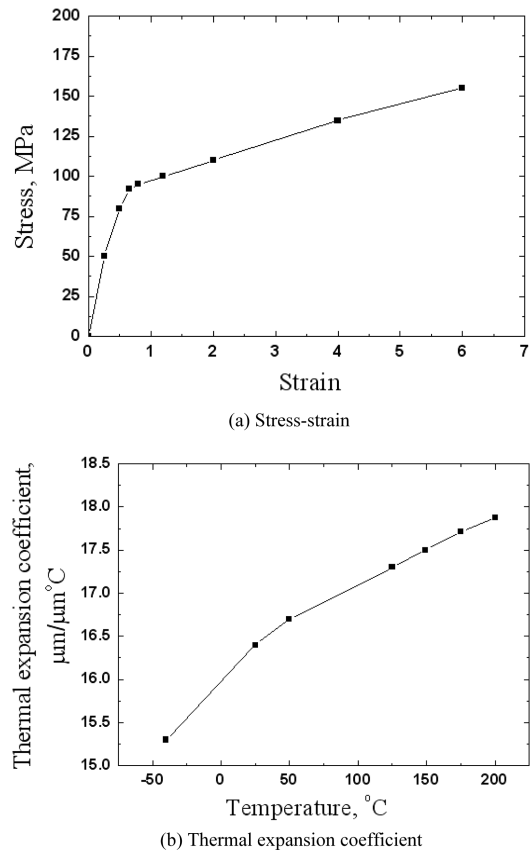 200
175
150
125
100
75
50
25
0
Stress, MPa
0 1 2 3 4 5 6 7
Strain
(a) Stress-strain
18.5
18.0
17.5
17.0
16.5
16.0
15.5
15.0
Thermal expansion coefficient,
μm/μm°C
-50 0 50 100 150 200
Temperature, °C
(b) Thermal expansion coefficient